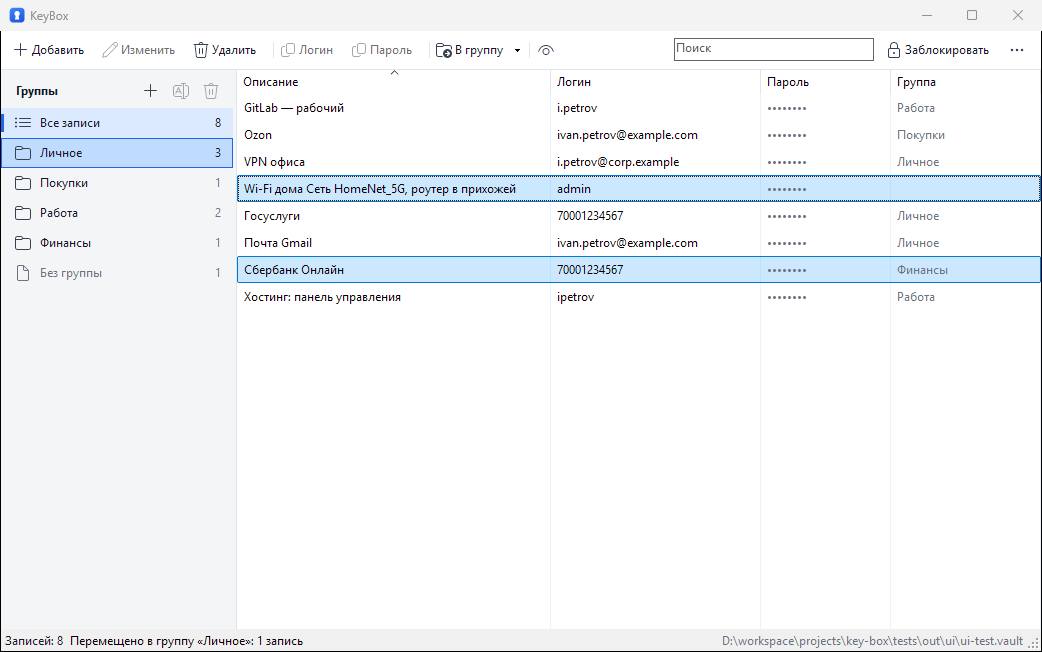 KeyBox
Добавить Изменить Удалить Логин Пароль В группу Поиск Заблокировать
Группы
Все записи 8
Личное 3
Покупки 1
Работа 2
Финансы 1
Без группы 1
Описание Логин Пароль Группа
GitLab — рабочий i.petrov •••••••• Работа
Ozon ivan.petrov@example.com •••••••• Покупки
VPN офиса i.petrov@corp.example •••••••• Личное
Wi-Fi дома Сеть HomeNet_5G, роутер в прихожей admin ••••••••
Госуслуги 70001234567 •••••••• Личное
Почта Gmail ivan.petrov@example.com •••••••• Личное
Сбербанк Онлайн 70001234567 •••••••• Финансы
Хостинг: панель управления ipetrov •••••••• Работа
Записей: 8 Перемещено в группу «Личное»: 1 запись D:\workspace\projects\key-box\tests\out\ui\ui-test.vault